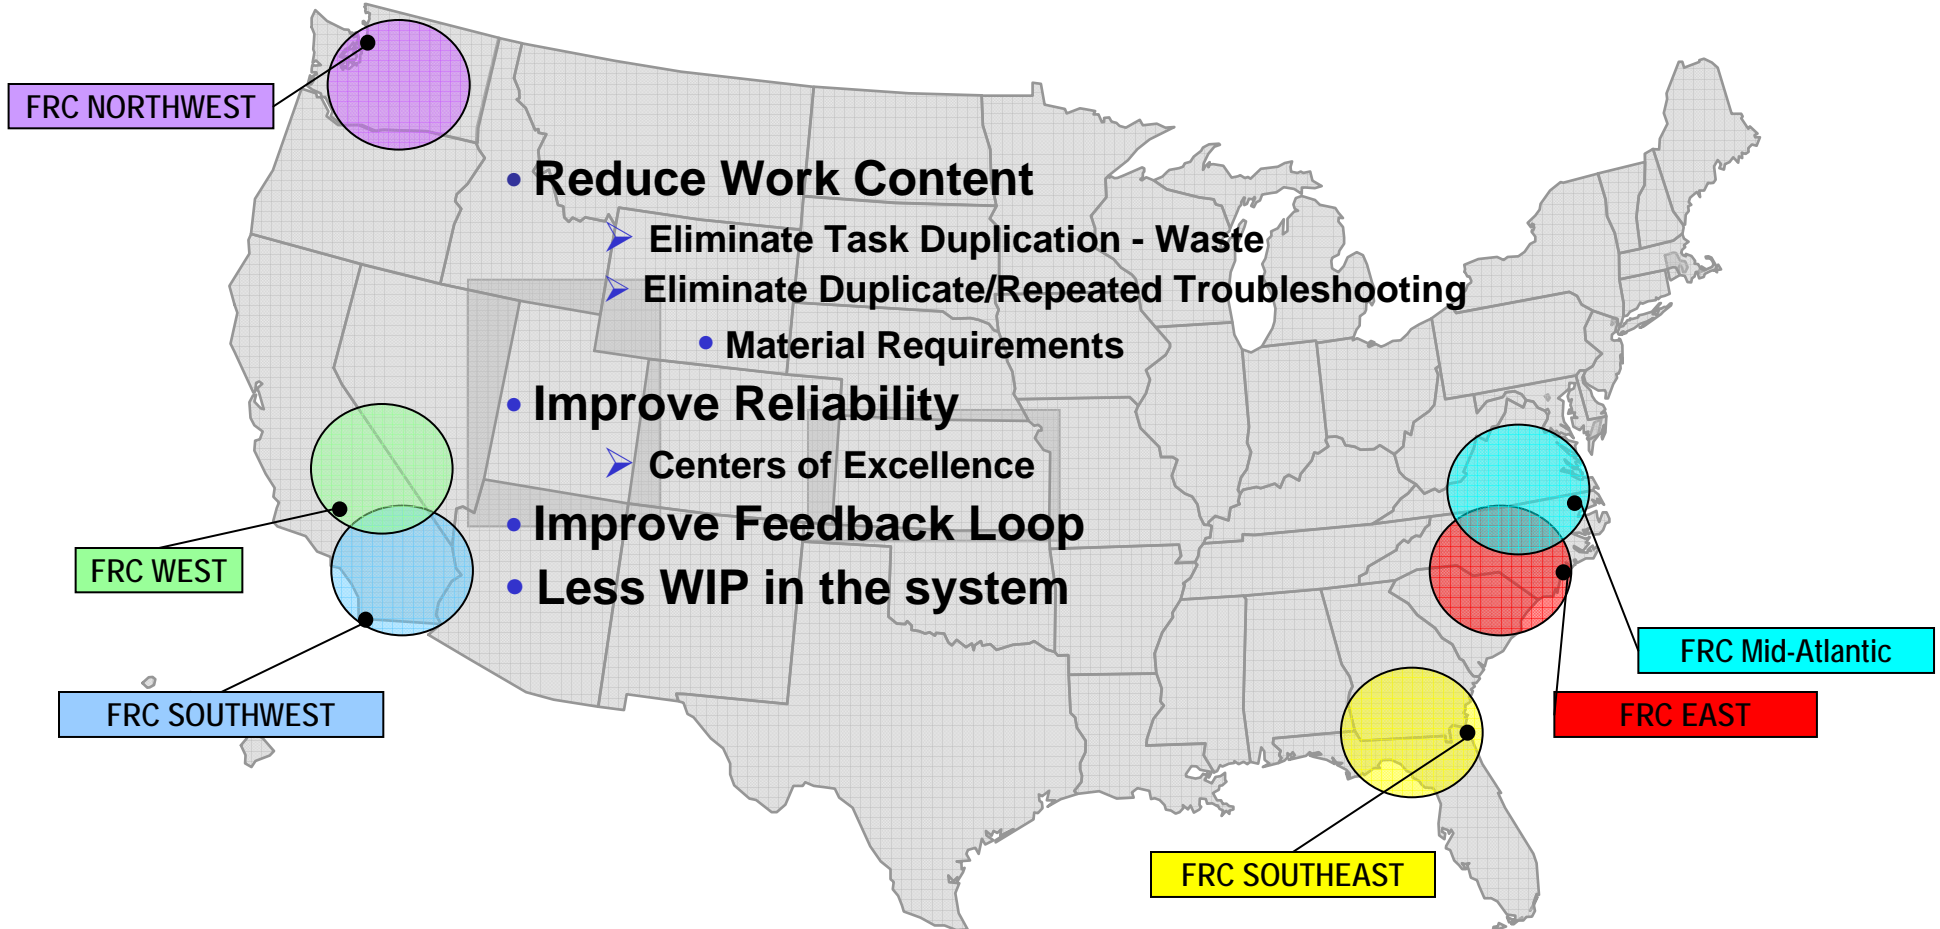 FRC NORTHWEST
• Reduce Work Content
➢ Eliminate Task Duplication - Waste
➢ Eliminate Duplicate/Repeated Troubleshooting
• Material Requirements
• Improve Reliability
➢ Centers of Excellence
• Improve Feedback Loop
• Less WIP in the system
FRC WEST
FRC SOUTHWEST
FRC Mid-Atlantic
FRC EAST
FRC SOUTHEAST